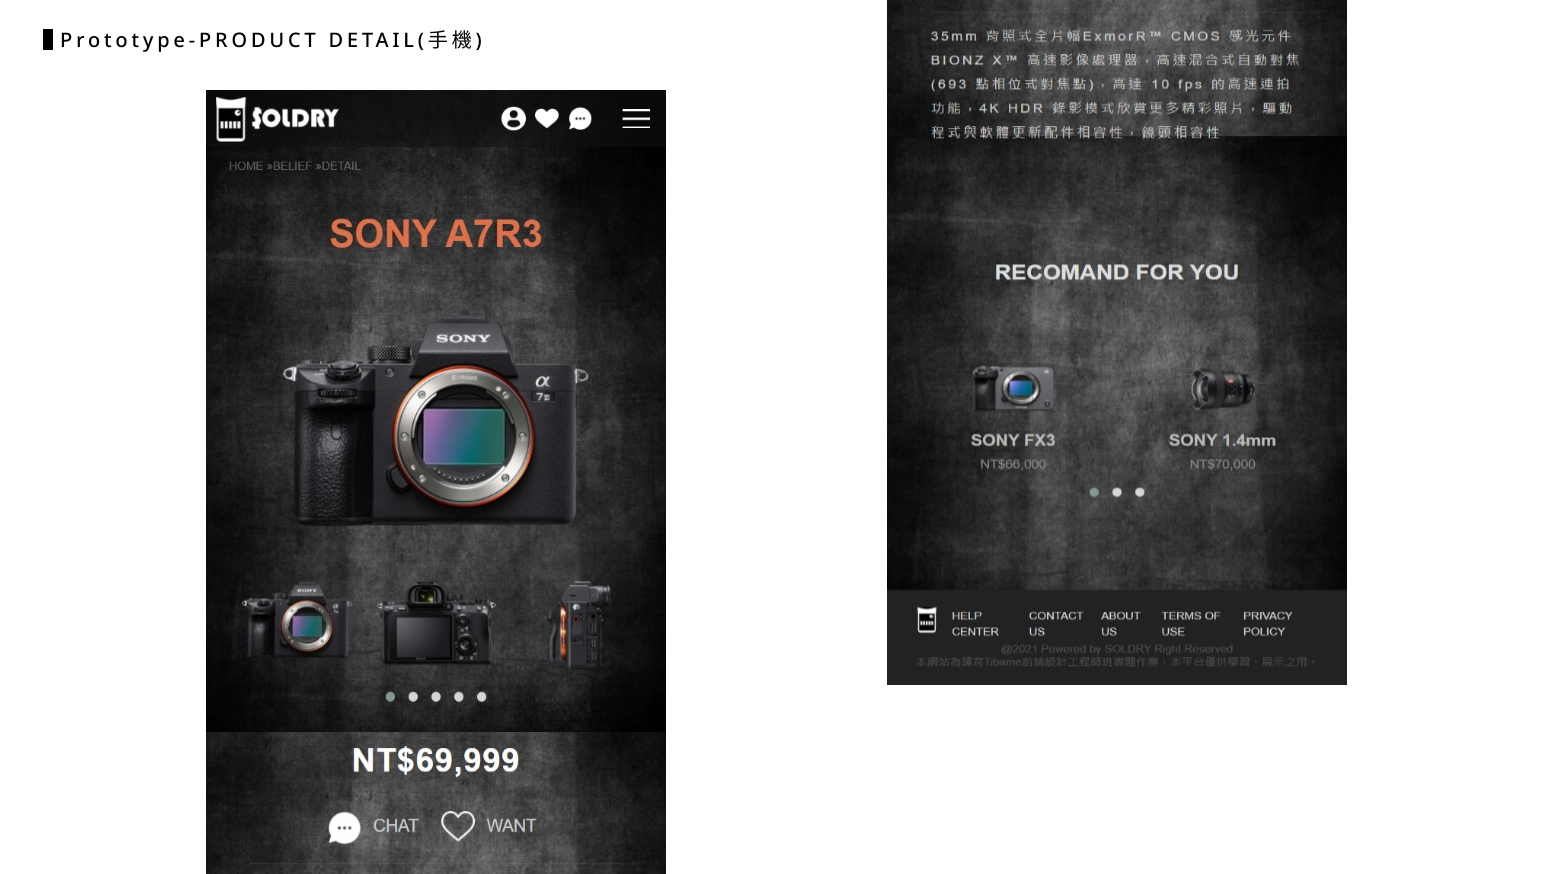 Prototype-PRODUCT DETAIL(手機)
$OLDRY
HOME »BELIEF »DETAIL
SONY A7R3
SONY
α
7III
SONY
NT$69,999
CHAT WANT
35mm 背照式全片幅ExmorR™ CMOS 感光元件
BIONZ X™ 高速影像處理器，高速混合式自動對焦
(693 點相位式對焦點)，高達 10 fps 的高速連拍
功能，4K HDR 錄影模式欣賞更多精彩照片，驅動
程式與軟體更新配件相容性，鏡頭相容性
RECOMAND FOR YOU
SONY FX3 SONY 1.4mm
NT$66,000 NT$70,000
HELP CENTER CONTACT US ABOUT US TERMS OF USE PRIVACY POLICY
@2021 Powered by SOLDRY Right Reserved
本網站為緯育Tibame前端設計工程師班專題作業，本平台僅供學習、展示之用。